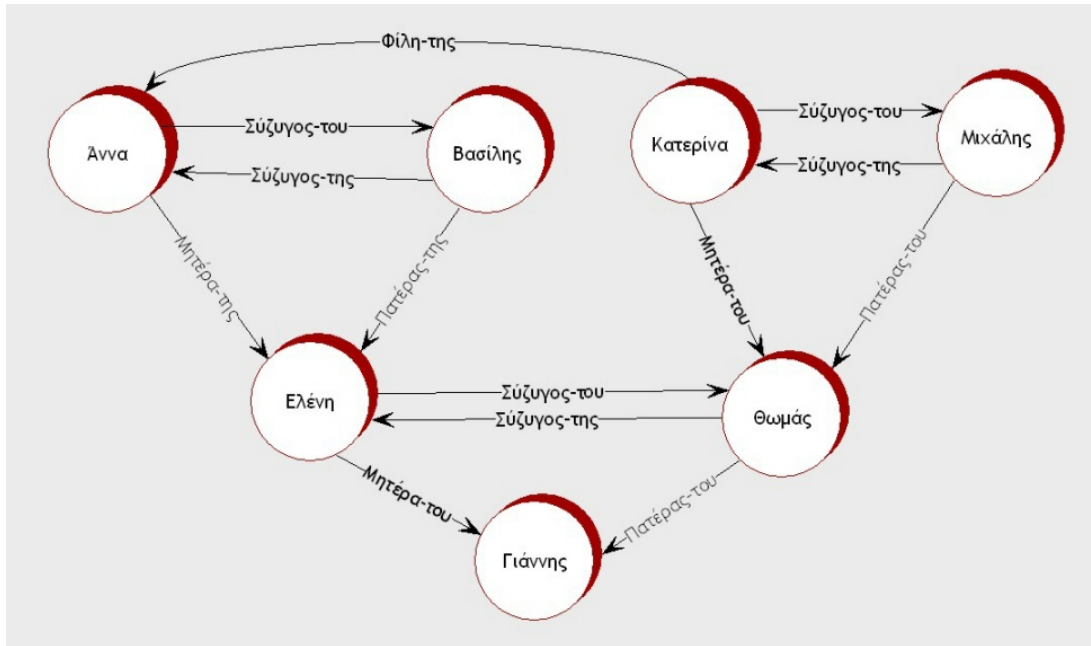 Φίλη-της
Άννα
Σύζυγος-του
Σύζυγος-της
Βασίλης
Κατερίνα
Σύζυγος-του
Σύζυγος-της
Μιχάλης
Μητέρα-της
Πατέρας-της
Μητέρα-του
Πατέρας-του
Ελένη
Σύζυγος-του
Σύζυγος-της
Θωμάς
Μητέρα-του
Πατέρας-του
Γιάννης